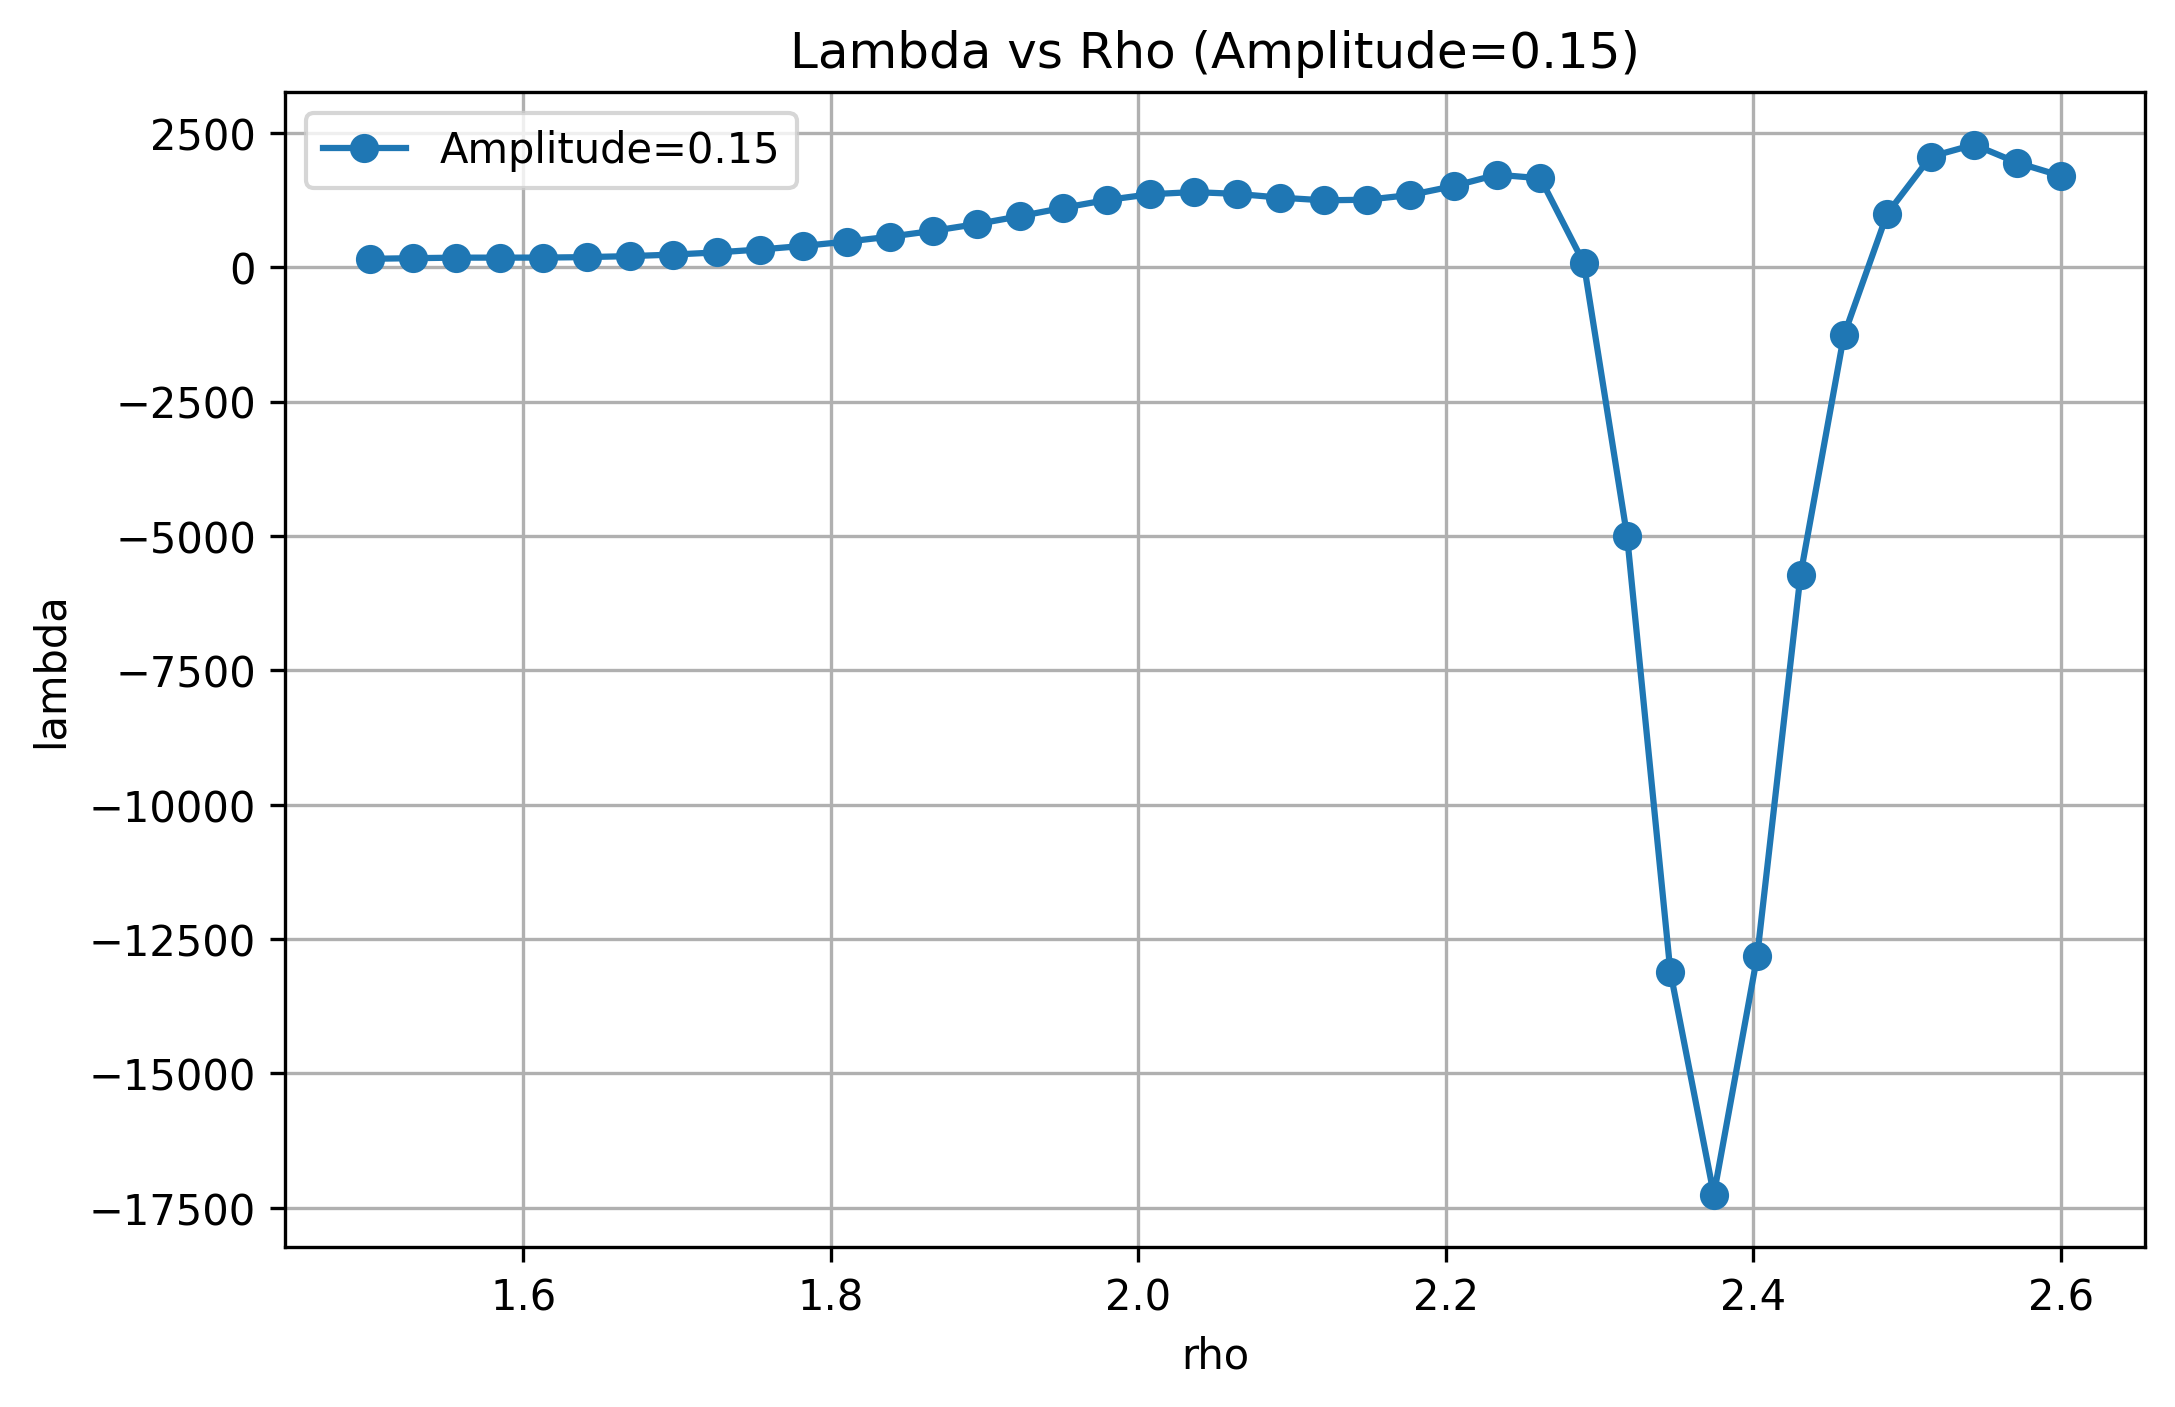 Lambda vs Rho (Amplitude=0.15)
Amplitude=0.15
2500
0
−2500
−5000
−7500
−10000
−12500
−15000
−17500
lambda
1.6 1.8 2.0 2.2 2.4 2.6
rho